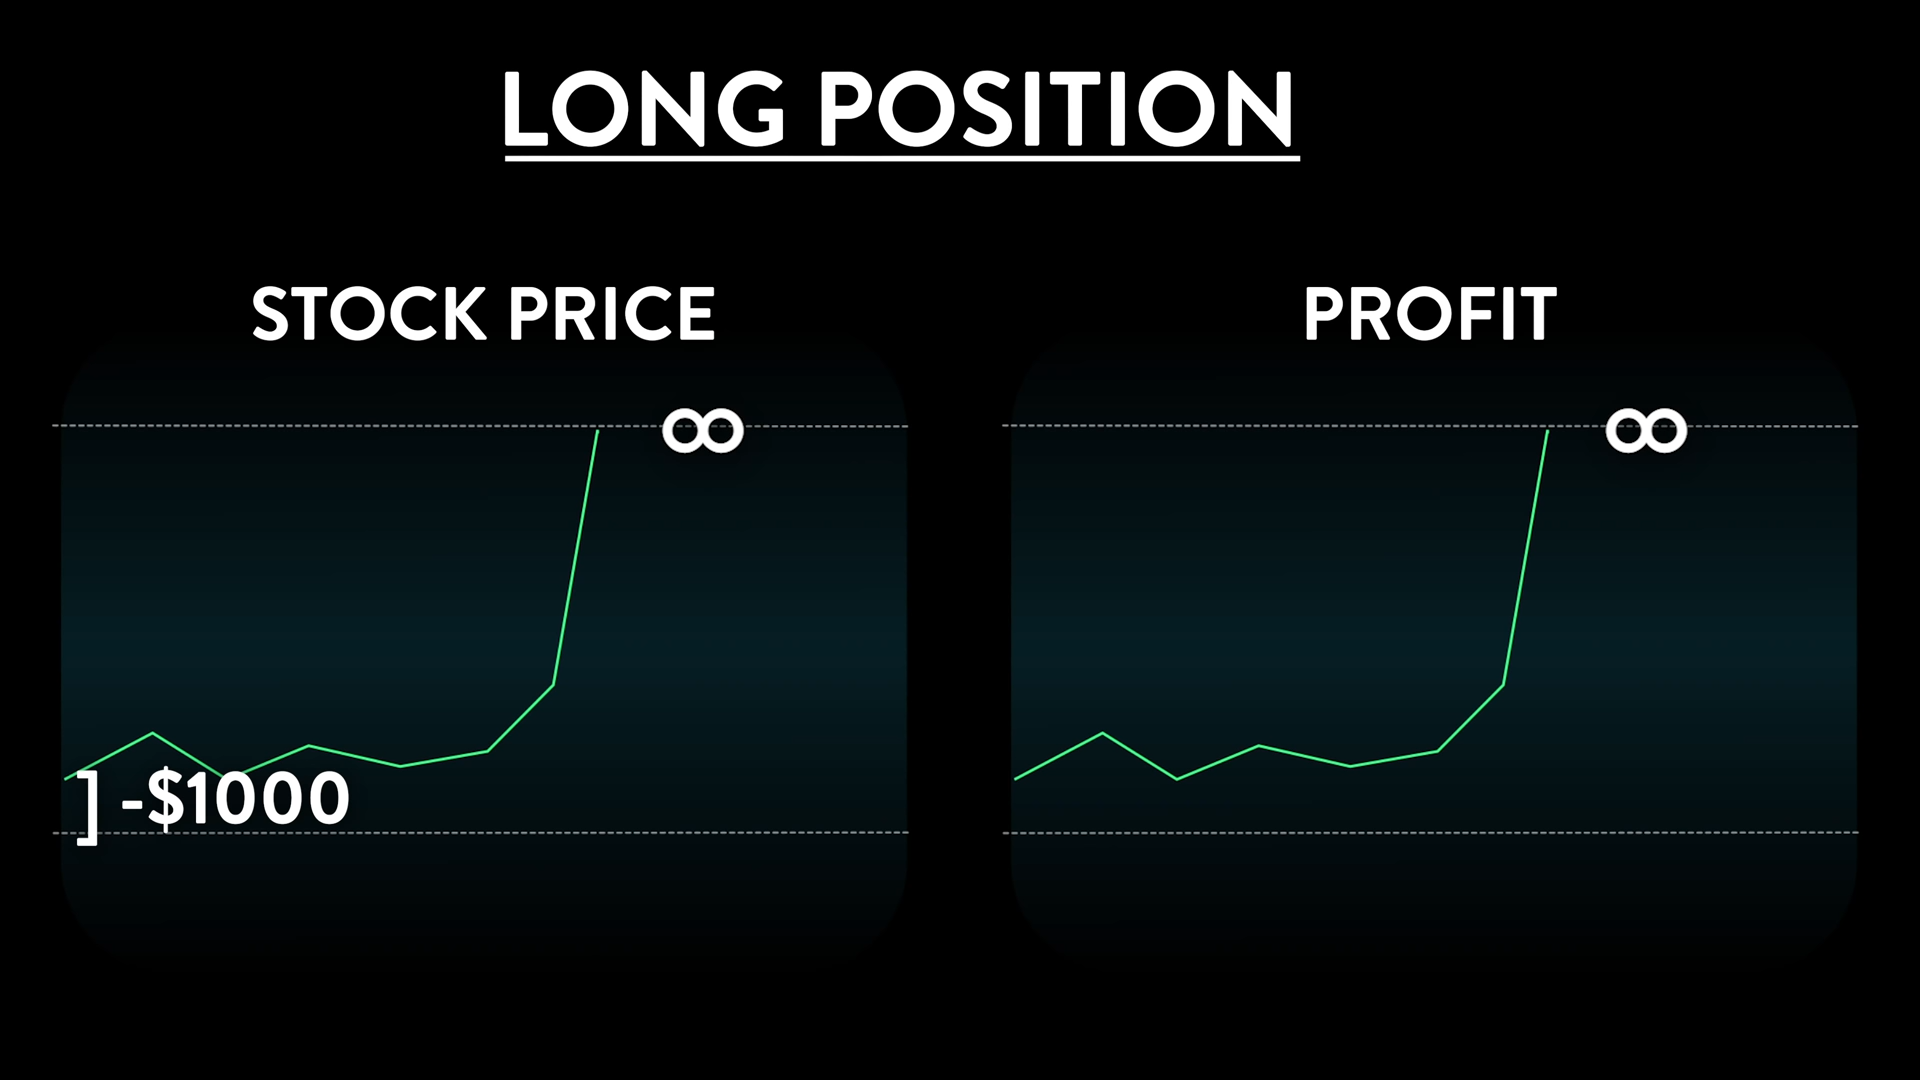 LONG POSITION
STOCK PRICE
PROFIT
∞
∞
] -$1000